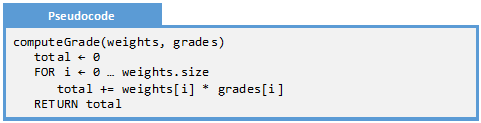 Pseudocode
computeGrade(weights, grades)
total ← 0
FOR i ← 0 … weights.size
total += weights[i] * grades[i]
RETURN total